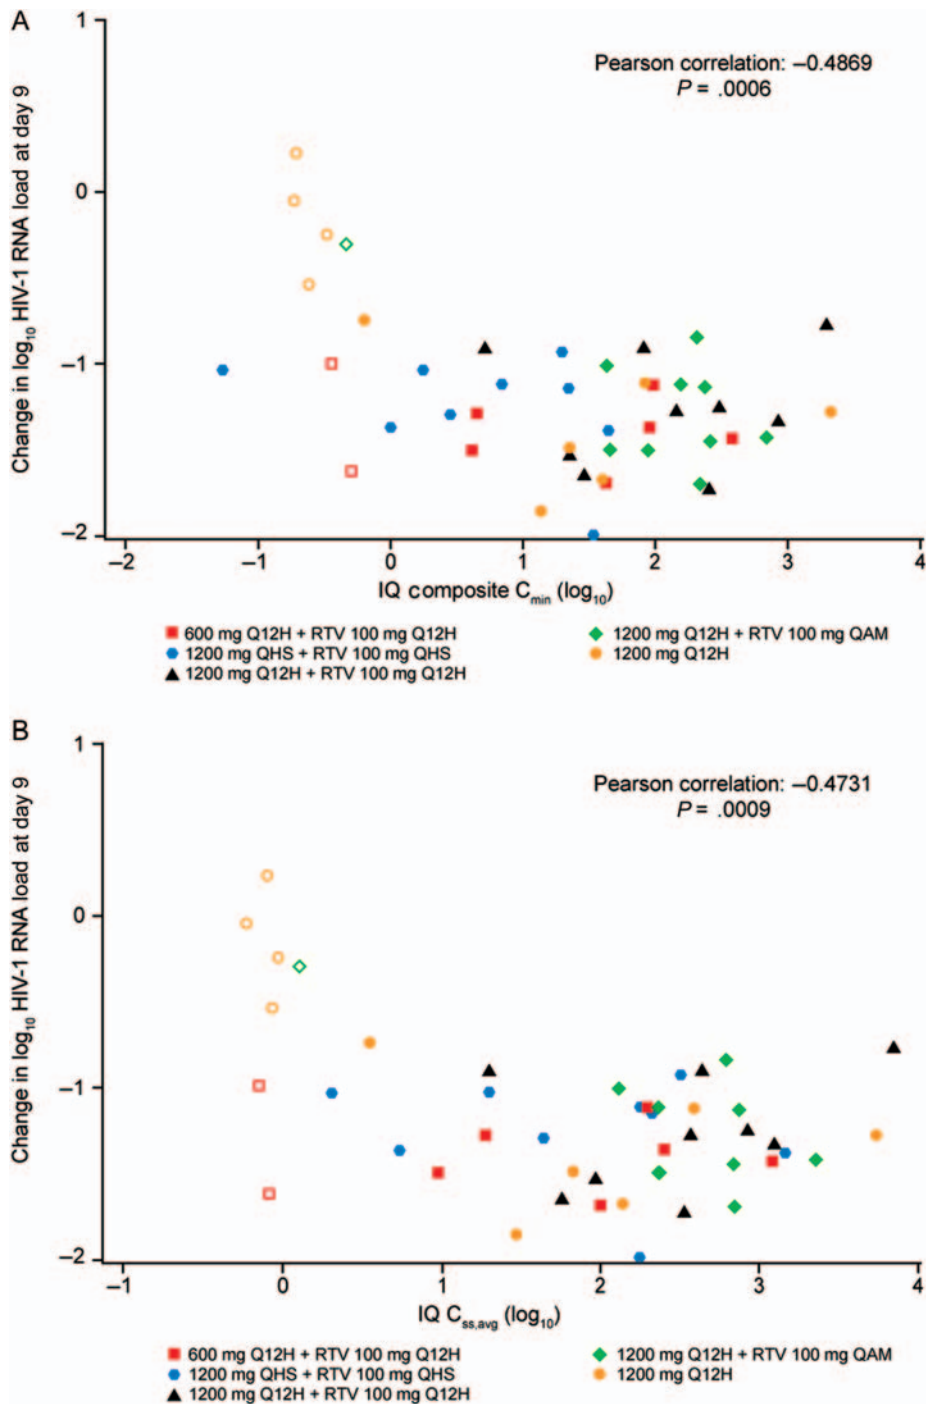 A
Change in log10 HIV-1 RNA load at day 9
1
0
–1
–2
Pearson correlation: –0.4869
P = .0006
–2 –1 0 1 2 3 4
IQ composite Cmin (log10)
600 mg Q12H + RTV 100 mg Q12H
1200 mg QHS + RTV 100 mg QHS
1200 mg Q12H + RTV 100 mg Q12H
1200 mg Q12H + RTV 100 mg QAM
1200 mg Q12H
B
Change in log10 HIV-1 RNA load at day 9
1
0
–1
–2
Pearson correlation: –0.4731
P = .0009
–1 0 1 2 3 4
IQ Css,avg (log10)
600 mg Q12H + RTV 100 mg Q12H
1200 mg QHS + RTV 100 mg QHS
1200 mg Q12H + RTV 100 mg Q12H
1200 mg Q12H + RTV 100 mg QAM
1200 mg Q12H